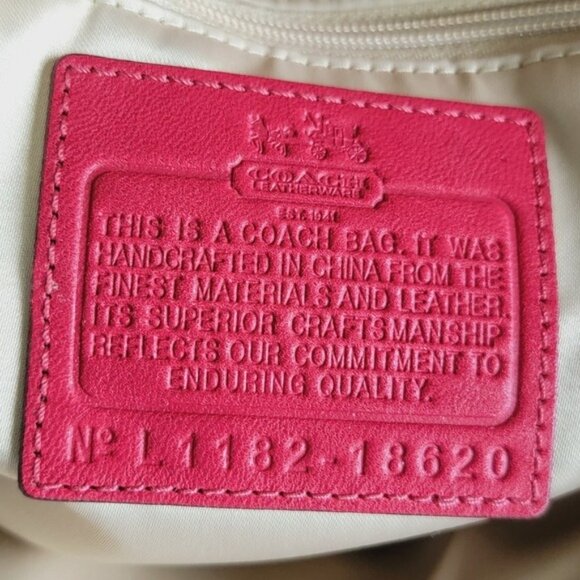 COACH
LEATHERWARE
EST. 1941
THIS IS A COACH BAG. IT WAS
HANDCRAFTED IN CHINA FROM THE
FINEST MATERIALS AND LEATHER.
ITS SUPERIOR CRAFTSMANSHIP
REFLECTS OUR COMMITMENT TO
ENDURING QUALITY.
Nº L1182-18620